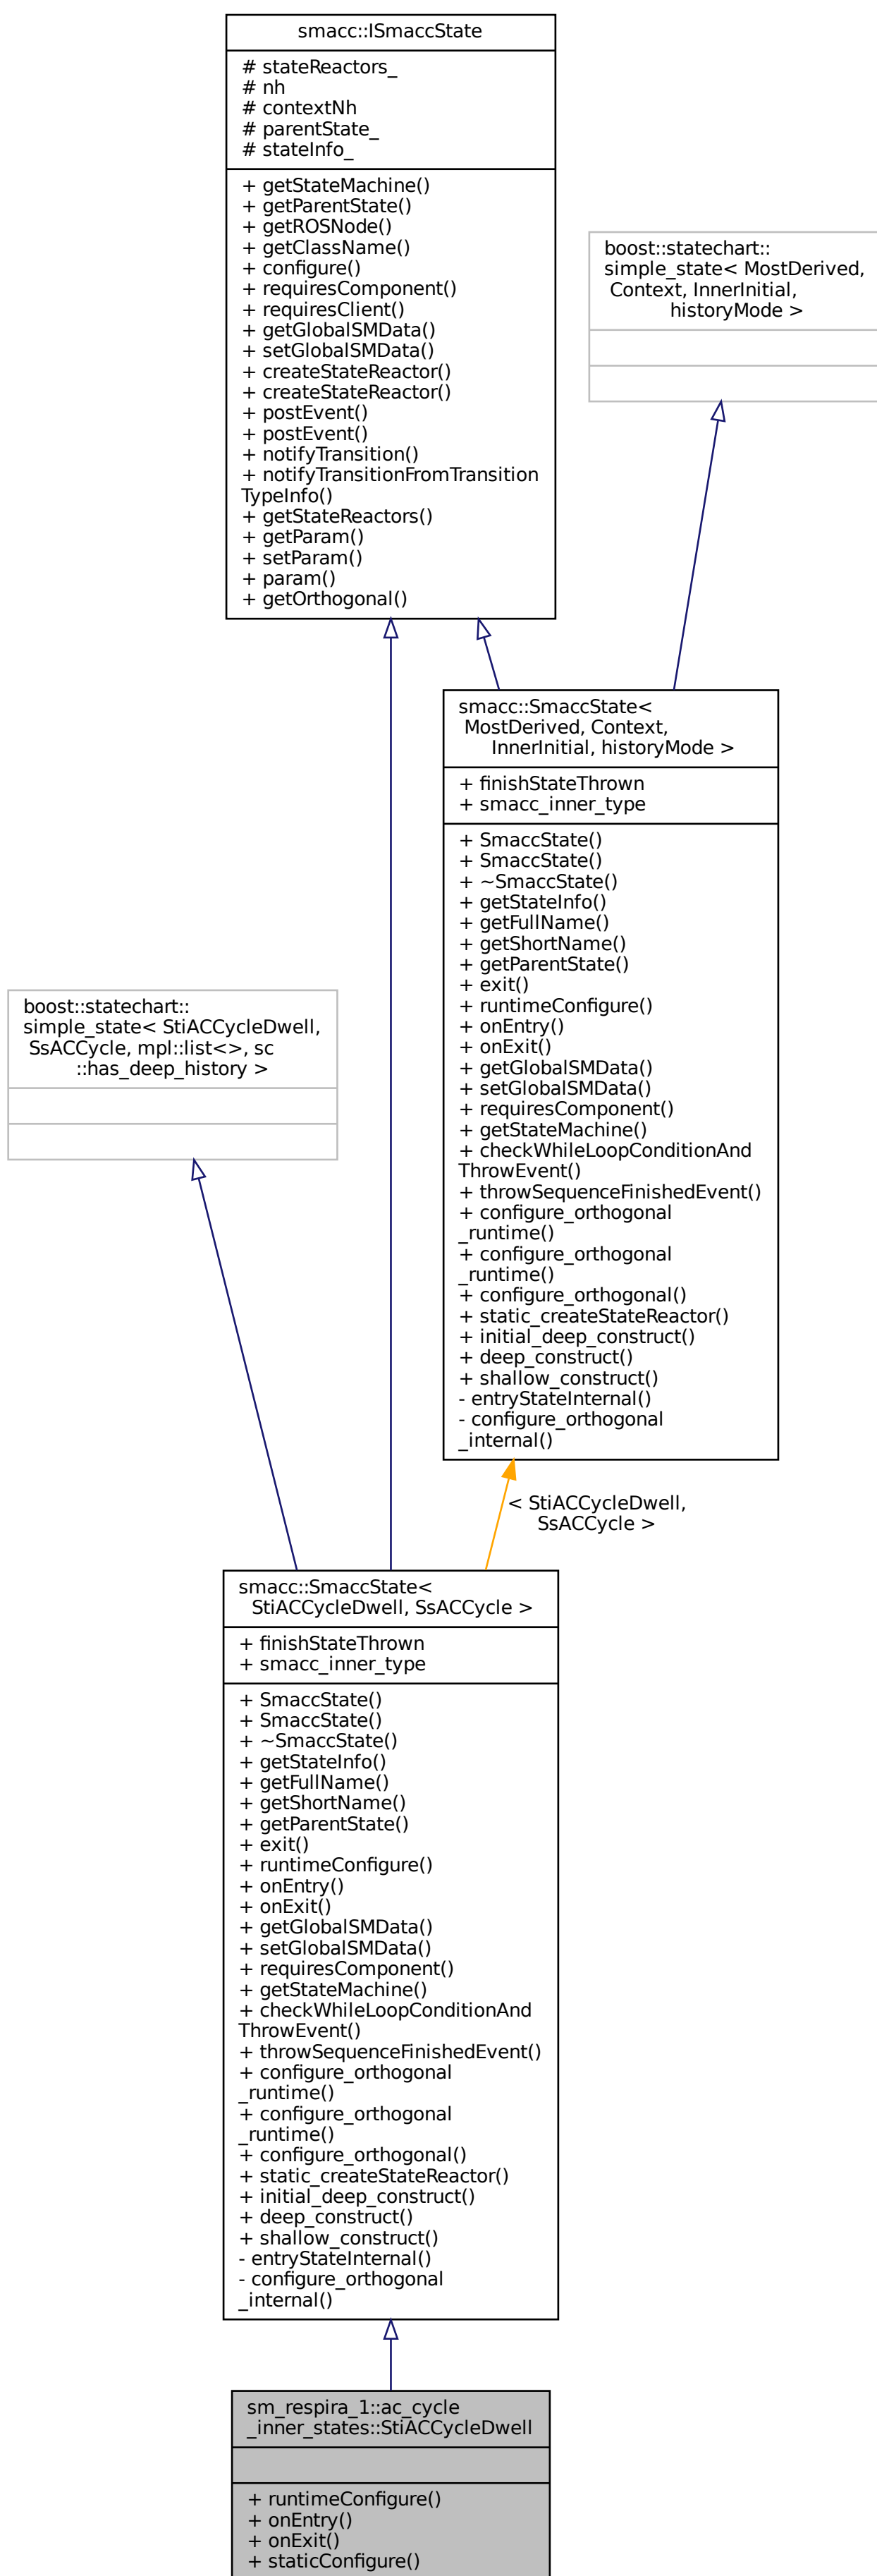 smacc::ISmaccState
# stateReactors_
# nh
# contextNh
# parentState_
# stateInfo_
+ getStateMachine()
+ getParentState()
+ getROSNode()
+ getClassName()
+ configure()
+ requiresComponent()
+ requiresClient()
+ getGlobalSMData()
+ setGlobalSMData()
+ createStateReactor()
+ createStateReactor()
+ postEvent()
+ postEvent()
+ notifyTransition()
+ notifyTransitionFromTransition
TypeInfo()
+ getStateReactors()
+ getParam()
+ setParam()
+ param()
+ getOrthogonal()
boost::statechart::
simple_state< MostDerived,
Context, InnerInitial,
historyMode >
smacc::SmaccState<
MostDerived, Context,
InnerInitial, historyMode >
+ finishStateThrown
+ smacc_inner_type
+ SmaccState()
+ SmaccState()
+ ~SmaccState()
+ getStateInfo()
+ getFullName()
+ getShortName()
+ getParentState()
+ exit()
+ runtimeConfigure()
+ onEntry()
+ onExit()
+ getGlobalSMData()
+ setGlobalSMData()
+ requiresComponent()
+ getStateMachine()
+ checkWhileLoopConditionAnd
ThrowEvent()
+ throwSequenceFinishedEvent()
+ configure_orthogonal
_runtime()
+ configure_orthogonal
_runtime()
+ configure_orthogonal()
+ static_createStateReactor()
+ initial_deep_construct()
+ deep_construct()
+ shallow_construct()
- entryStateInternal()
- configure_orthogonal
_internal()
boost::statechart::
simple_state< StiACCycleDwell,
SsACCycle, mpl::list<>, sc
::has_deep_history >
< StiACCycleDwell,
SsACCycle >
smacc::SmaccState<
StiACCycleDwell, SsACCycle >
+ finishStateThrown
+ smacc_inner_type
+ SmaccState()
+ SmaccState()
+ ~SmaccState()
+ getStateInfo()
+ getFullName()
+ getShortName()
+ getParentState()
+ exit()
+ runtimeConfigure()
+ onEntry()
+ onExit()
+ getGlobalSMData()
+ setGlobalSMData()
+ requiresComponent()
+ getStateMachine()
+ checkWhileLoopConditionAnd
ThrowEvent()
+ throwSequenceFinishedEvent()
+ configure_orthogonal
_runtime()
+ configure_orthogonal
_runtime()
+ configure_orthogonal()
+ static_createStateReactor()
+ initial_deep_construct()
+ deep_construct()
+ shallow_construct()
- entryStateInternal()
- configure_orthogonal
_internal()
sm_respira_1::ac_cycle
_inner_states::StiACCycleDwell
+ runtimeConfigure()
+ onEntry()
+ onExit()
+ staticConfigure()